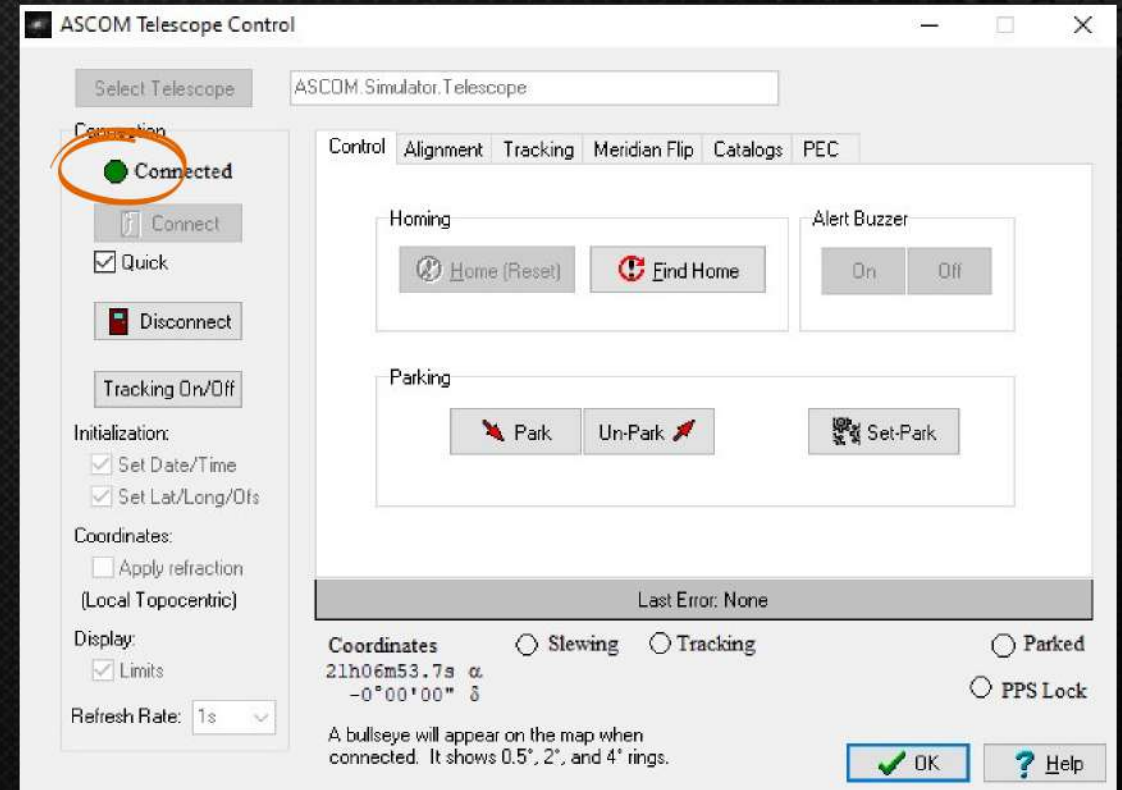 ASCOM Telescope Control
Select Telescope
ASCOM.Simulator.Telescope
Connection
Connected
Connect
Quick
Disconnect
Tracking On/Off
Initialization:
Set Date/Time
Set Lat/Long/Ofs
Coordinates:
Apply refraction
(Local Topocentric)
Display:
Limits
Refresh Rate: 1s
Control Alignment Tracking Meridian Flip Catalogs PEC
Homing
Home (Reset) Find Home
Alert Buzzer
On Off
Parking
Park Un-Park Set-Park
Last Error: None
Coordinates
21h06m53.7s α
-0°00'00" δ
Slewing Tracking
Parked
PPS Lock
A bullseye will appear on the map when
connected. It shows 0.5°, 2°, and 4° rings.
OK Help